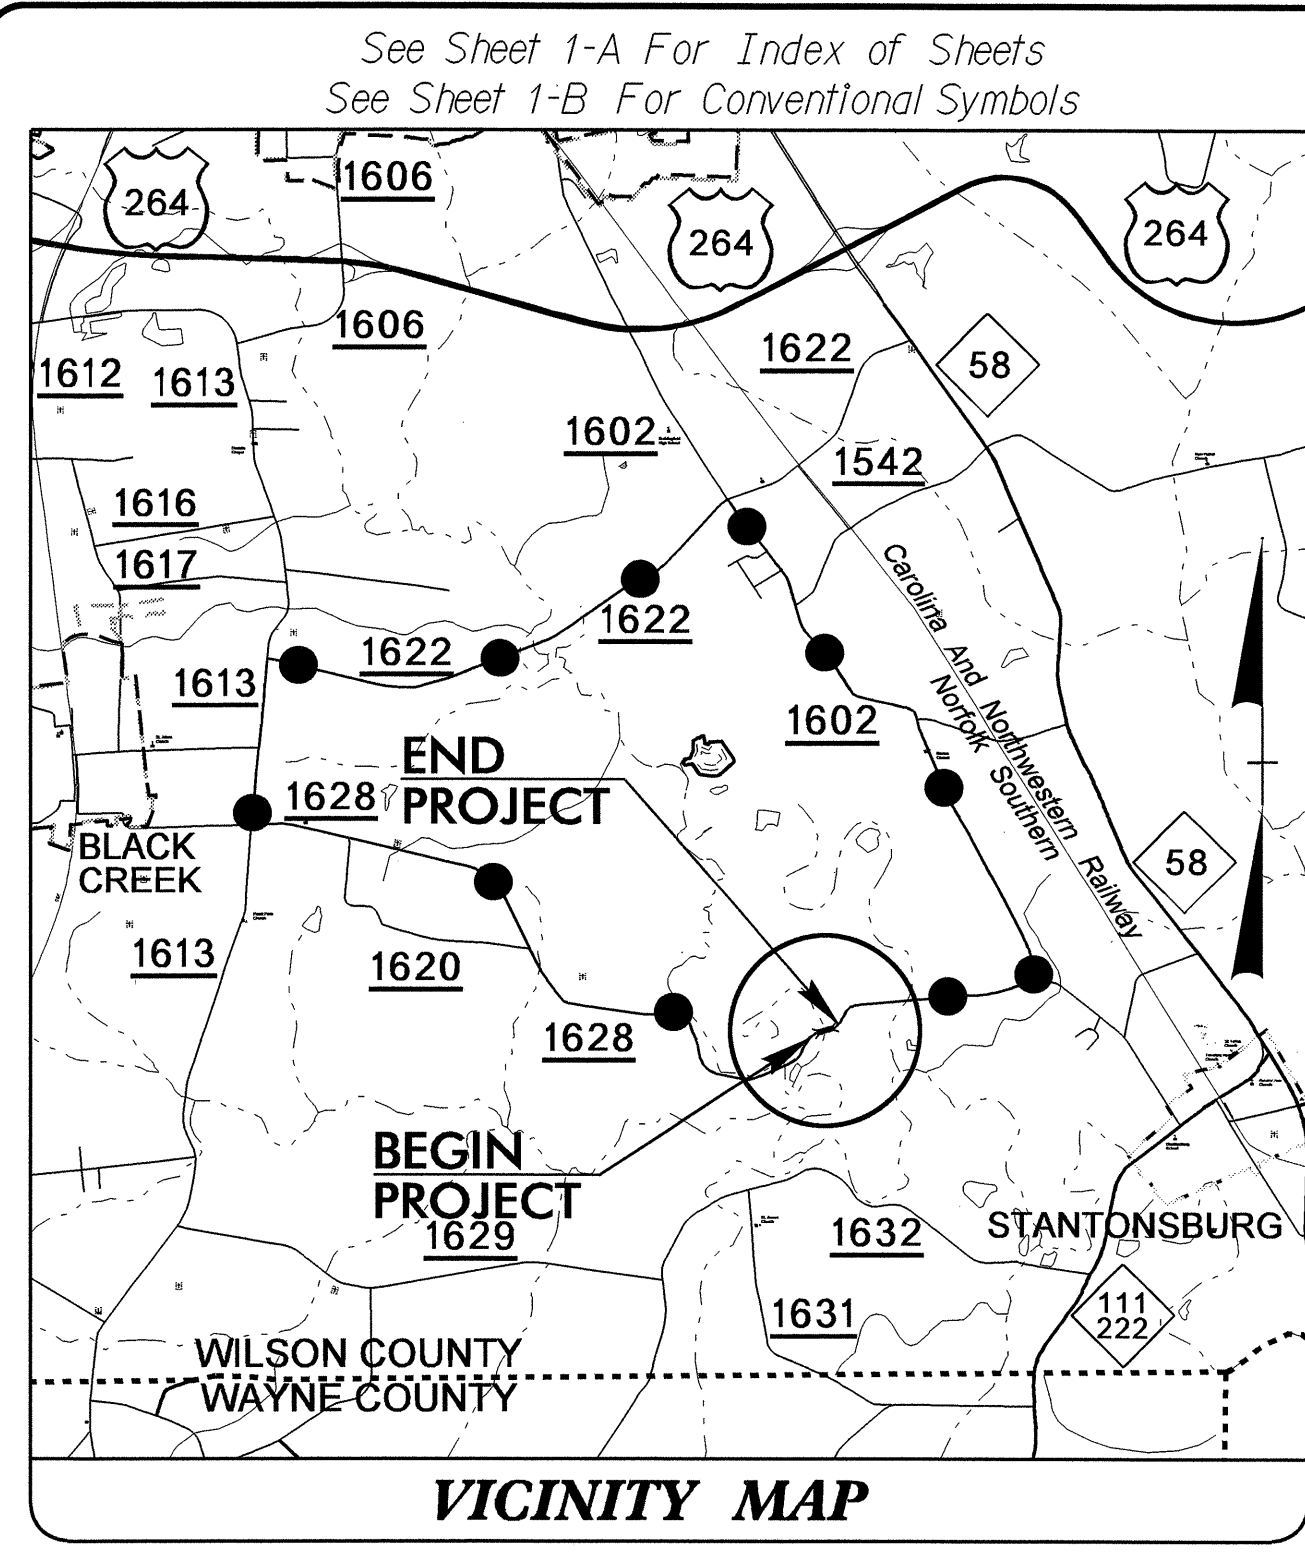 See Sheet 1-A For Index of Sheets
See Sheet 1-B For Conventional Symbols
264
1606
264
264
1606
1622
58
1612
1613
1602
1542
1616
1617
1622
1622
1613
1602
Carolina And Northwestern Railway
Norfolk Southern
END
PROJECT
1628
BLACK
CREEK
58
1613
1620
1628
BEGIN
PROJECT
1629
1632
STANTONSBURG
1631
111
222
WILSON COUNTY
WAYNE COUNTY
VICINITY MAP